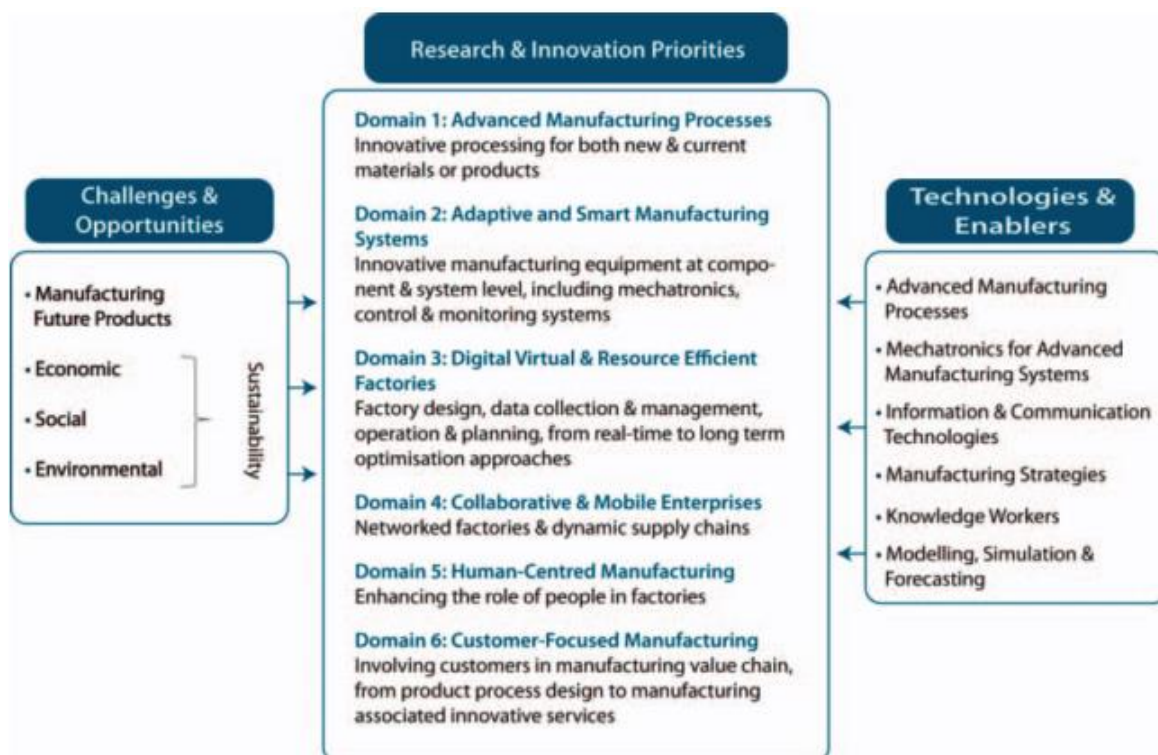 Research & Innovation Priorities
Challenges &
Opportunities
• Manufacturing
Future Products
• Economic
• Social
• Environmental
Sustainability
Domain 1: Advanced Manufacturing Processes
Innovative processing for both new & current
materials or products
Domain 2: Adaptive and Smart Manufacturing
Systems
Innovative manufacturing equipment at compo-
nent & system level, including mechatronics,
control & monitoring systems
Domain 3: Digital Virtual & Resource Efficient
Factories
Factory design, data collection & management,
operation & planning, from real-time to long term
optimisation approaches
Domain 4: Collaborative & Mobile Enterprises
Networked factories & dynamic supply chains
Domain 5: Human-Centred Manufacturing
Enhancing the role of people in factories
Domain 6: Customer-Focused Manufacturing
Involving customers in manufacturing value chain,
from product process design to manufacturing
associated innovative services
Technologies &
Enablers
• Advanced Manufacturing
Processes
• Mechatronics for Advanced
Manufacturing Systems
• Information & Communication
Technologies
• Manufacturing Strategies
• Knowledge Workers
• Modelling, Simulation &
Forecasting